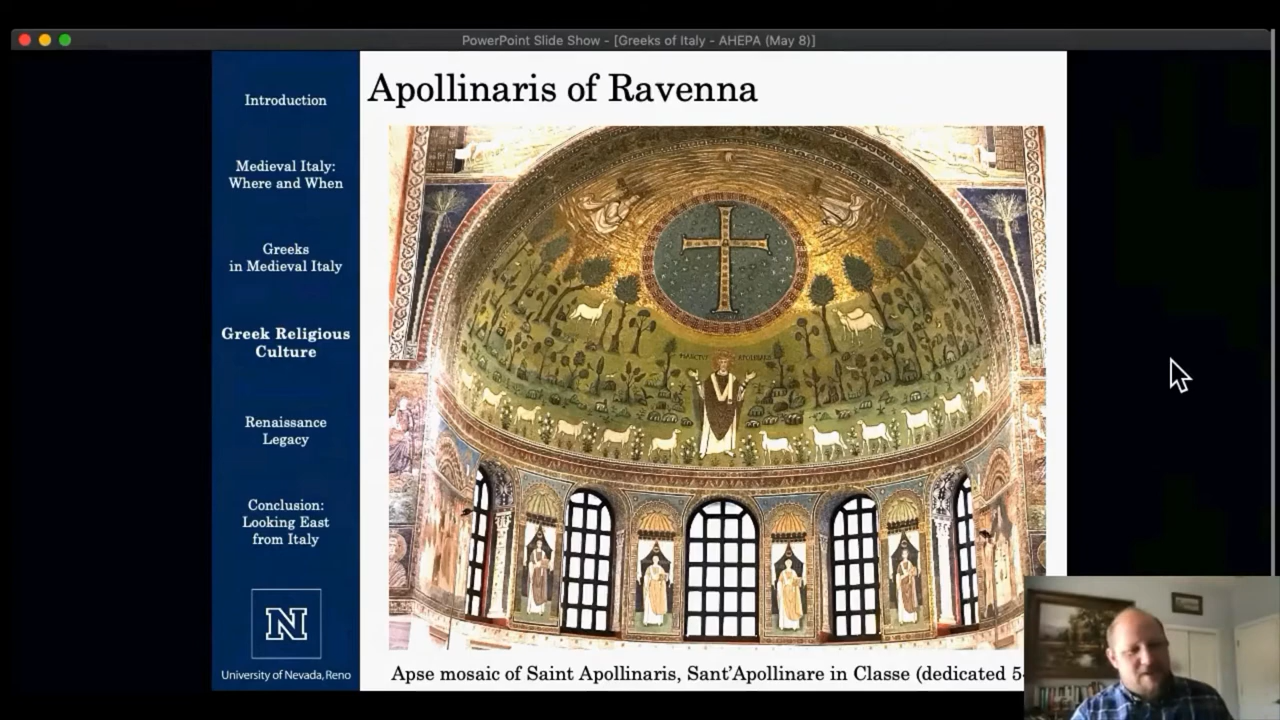 PowerPoint Slide Show - [Greeks of Italy - AHEPA (May 8)]
Apollinaris of Ravenna
Introduction
Medieval Italy:
Where and When
Greeks
in Medieval Italy
Greek Religious
Culture
Renaissance
Legacy
Conclusion:
Looking East
from Italy
N
University of Nevada, Reno
Apse mosaic of Saint Apollinaris, Sant'Apollinare in Classe (dedicated 5